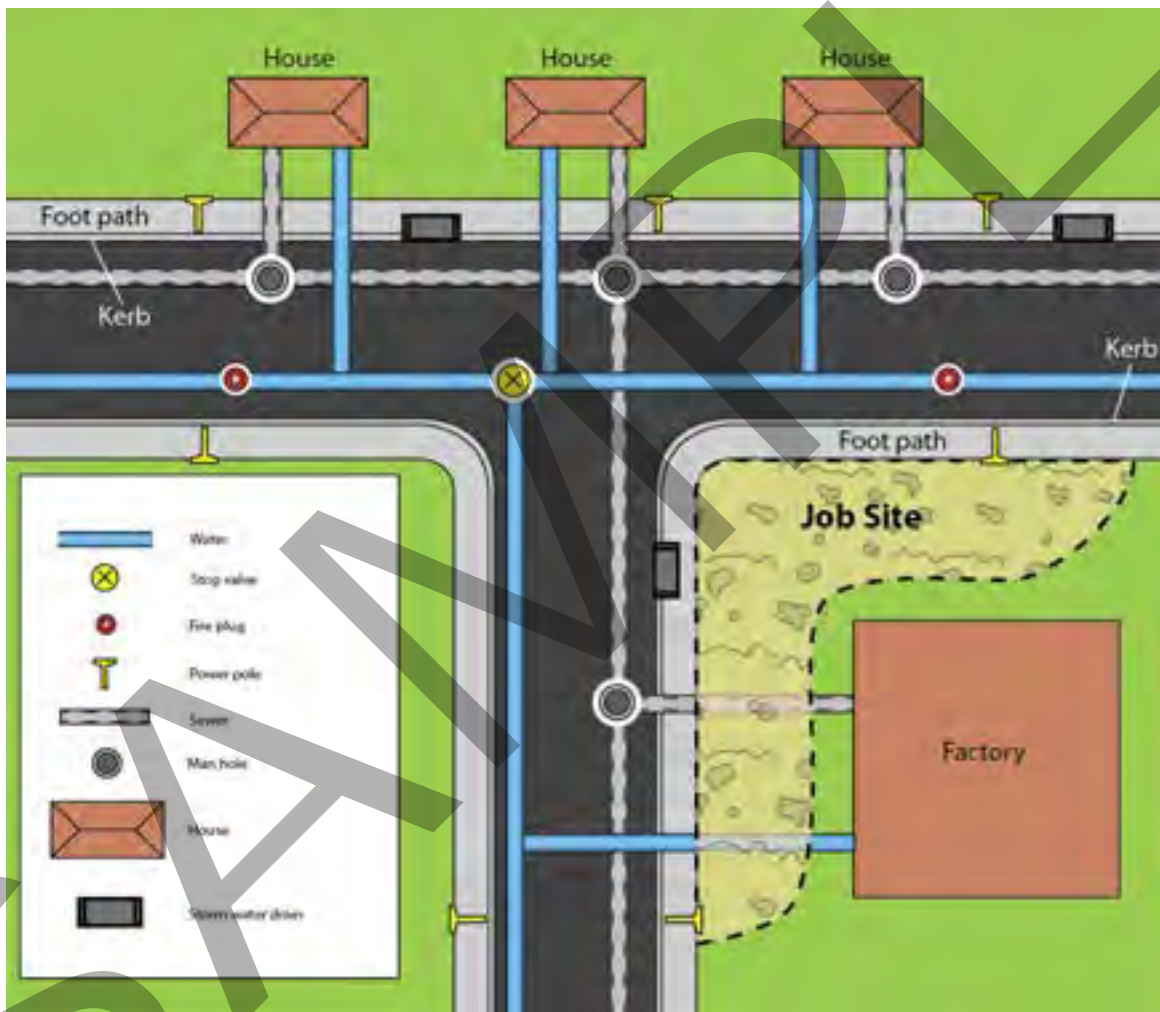 House
House
House
Foot path
Kerb
Kerb
Foot path
Job Site
Water
Stop valve
Fire plug
Power pole
Sewer
Man hole
House
Storm water drain
Factory
SAMPL